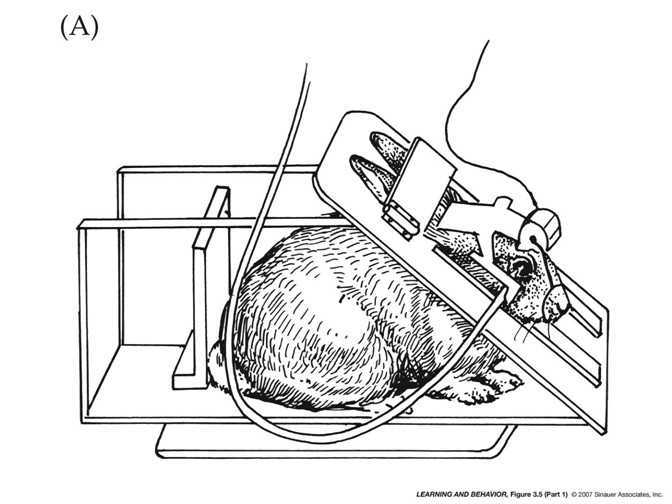 (A)
LEARNING AND BEHAVIOR, Figure 3.5 (Part 1) © 2007 Sinauer Associates, Inc.